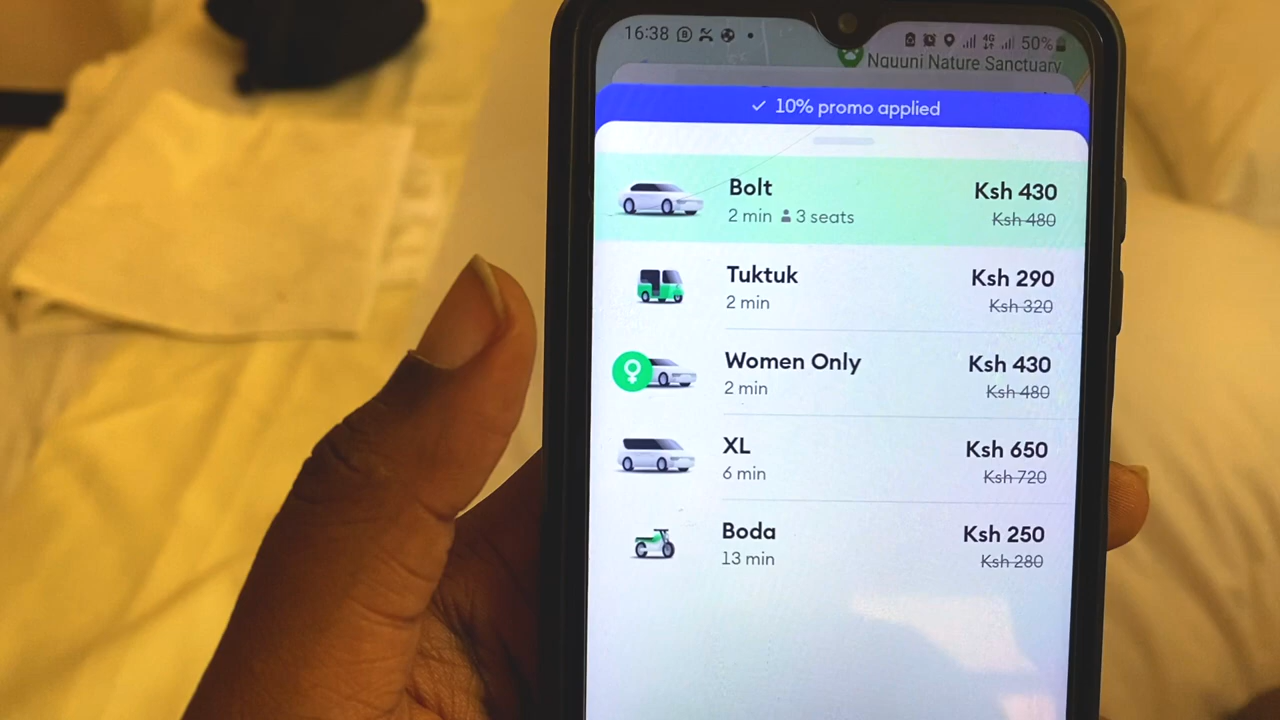 16:38
4G
50%
Nguuni Nature Sanctuary
10% promo applied
Bolt
Ksh 430
2 min 3 seats
Ksh 480
Tuktuk
Ksh 290
2 min
Ksh 320
Women Only
Ksh 430
2 min
Ksh 480
XL
Ksh 650
6 min
Ksh 720
Boda
Ksh 250
13 min
Ksh 280